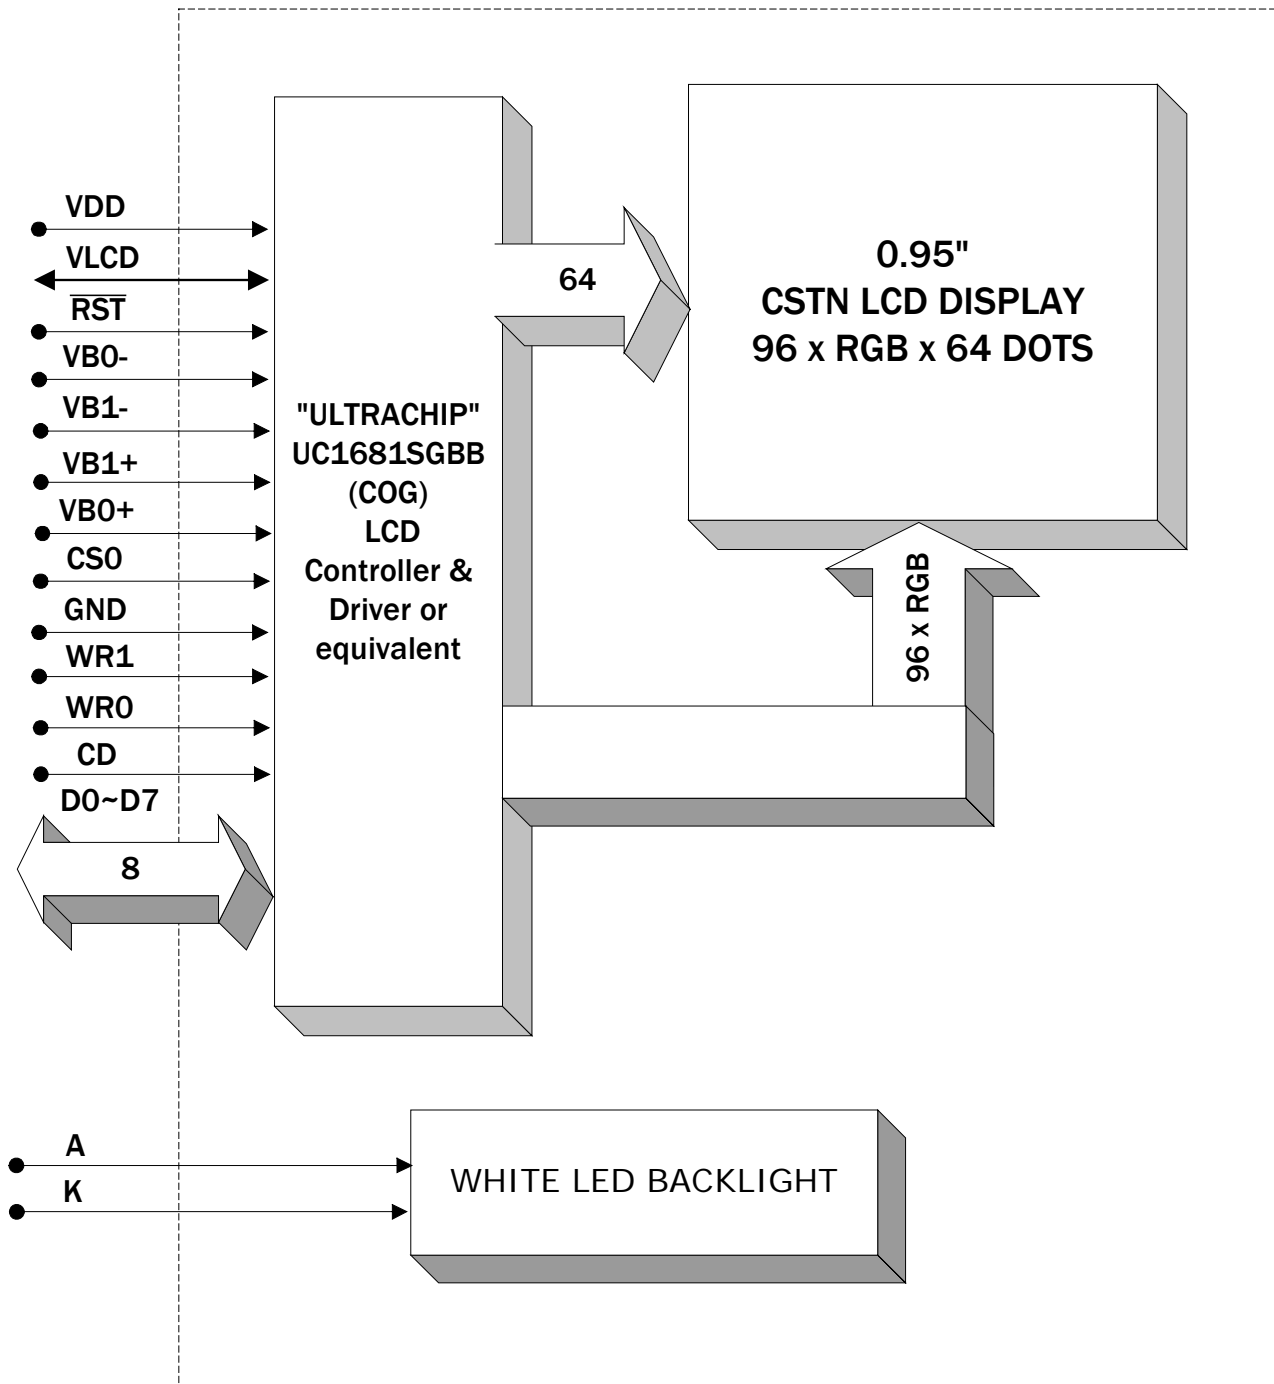 VDD
VLCD
R̅S̅T̅
VB0-
VB1-
VB1+
VB0+
CS0
GND
WR1
WR0
CD
D0~D7
8
"ULTRACHIP"
UC1681SGBB
(COG)
LCD
Controller &
Driver or
equivalent
64
0.95"
CSTN LCD DISPLAY
96 x RGB x 64 DOTS
96 x RGB
A
K
WHITE LED BACKLIGHT